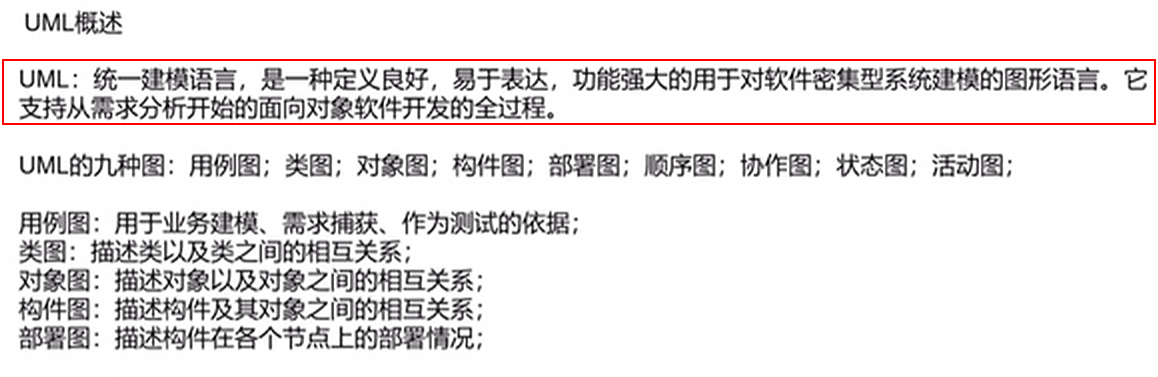 UML概述
UML：统一建模语言，是一种定义良好，易于表达，功能强大的用于对软件密集型系统建模的图形语言。它
支持从需求分析开始的面向对象软件开发的全过程。
UML的九种图：用例图；类图；对象图；构件图；部署图；顺序图；协作图；状态图；活动图；
用例图：用于业务建模、需求捕获、作为测试的依据；
类图：描述类以及类之间的相互关系；
对象图：描述对象以及对象之间的相互关系；
构件图：描述构件及其对象之间的相互关系；
部署图：描述构件在各个节点上的部署情况；